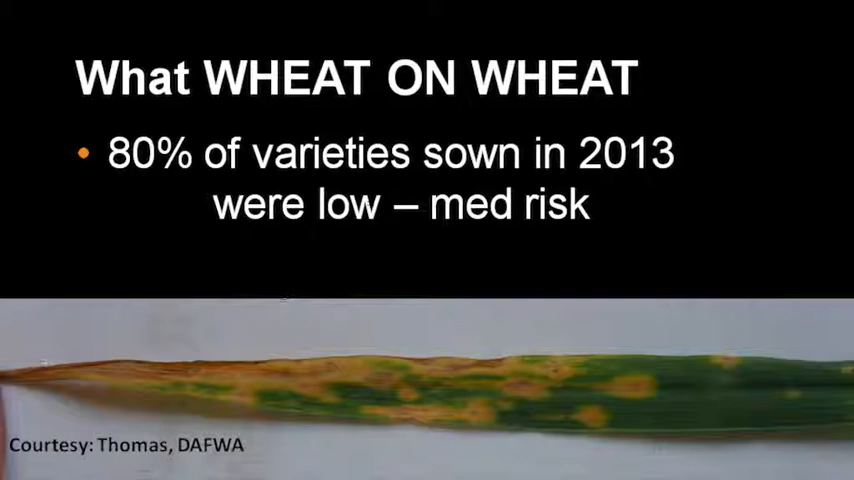 What WHEAT ON WHEAT
• 80% of varieties sown in 2013
were low – med risk
Courtesy: Thomas, DAFWA